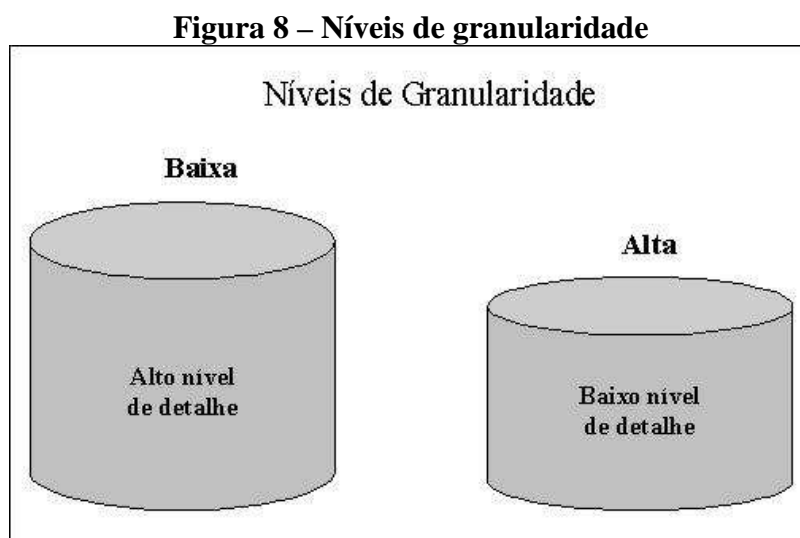 Figura 8 – Níveis de granularidade
Níveis de Granularidade
Baixa
Alto nível
de detalhe
Alta
Baixo nível
de detalhe